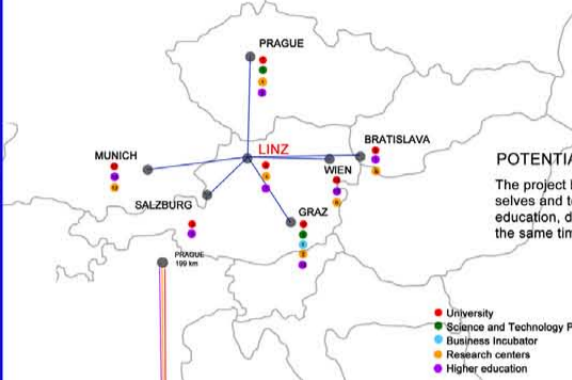 PRAGUE
LINZ
BRATISLAVA
MUNICH
WIEN
POTENTIA
SALZBURG
The project
selves and
education,
GRAZ
the same
PRAGUE
199 km
University
Science and Technology P
Business Incubator
Research centers
Higher education